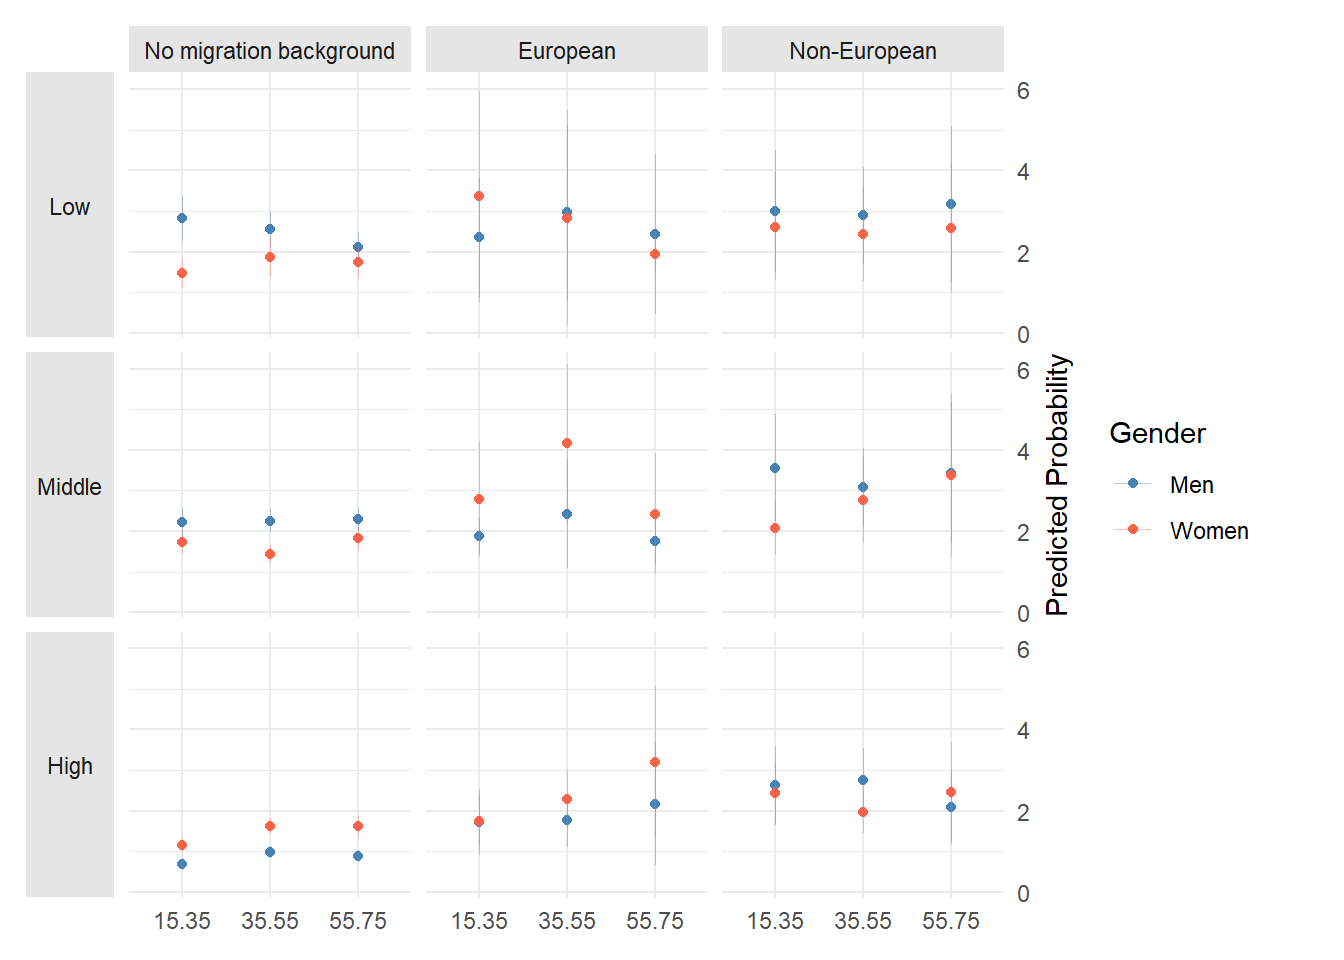 No migration background European Non-European
Low
6
4
2
0
Middle
6
4
2
0
Predicted Probability
Gender
Men
Women
High
6
4
2
0
15.35 35.55 55.75 15.35 35.55 55.75 15.35 35.55 55.75